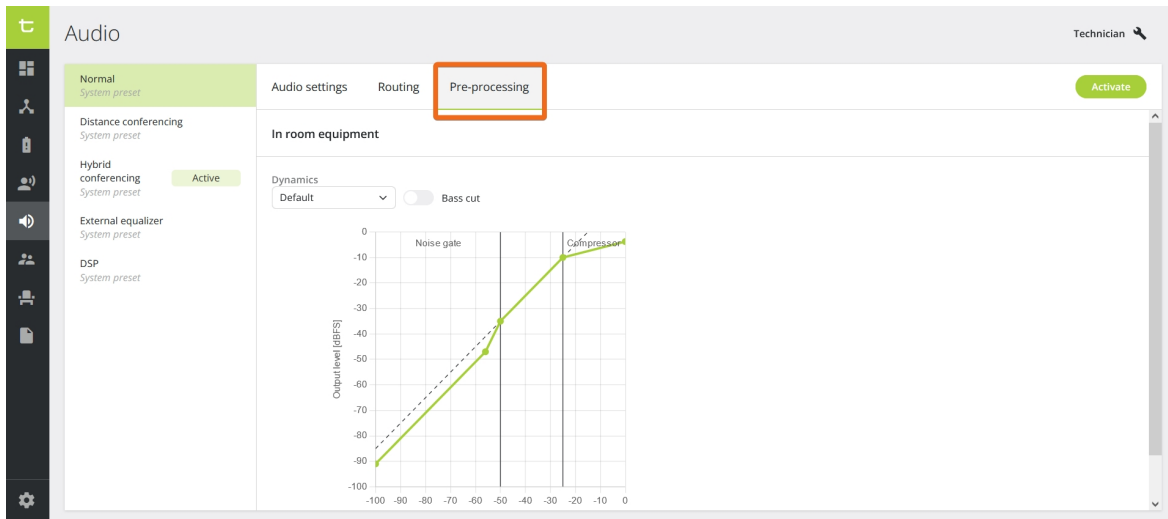 t
Audio
Technician
Normal
System preset
Distance conferencing
System preset
Hybrid
conferencing
Active
System preset
External equalizer
System preset
DSP
System preset
Audio settings
Routing
Pre-processing
Activate
In room equipment
Dynamics
Default
Bass cut
Noise gate
Compressor
Output level [dBFS]
0
-10
-20
-30
-40
-50
-60
-70
-80
-90
-100
-100 -90 -80 -70 -60 -50 -40 -30 -20 -10 0